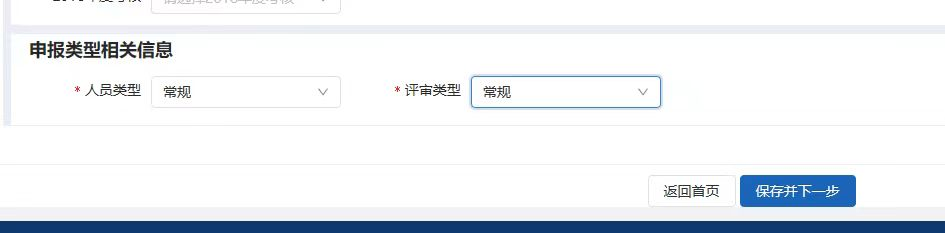 申报类型相关信息
* 人员类型 常规 * 评审类型 常规
返回首页 保存并下一步